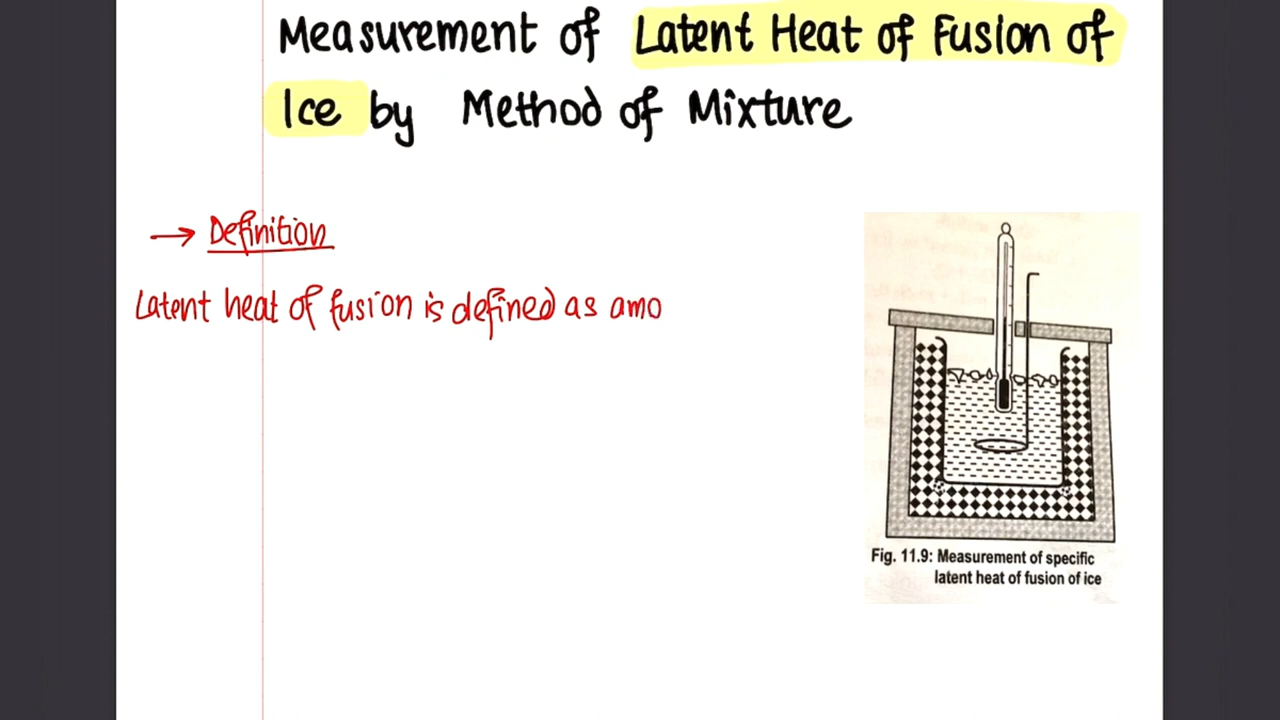 Measurement of Latent Heat of Fusion of
Ice by Method of Mixture
→ Definition
Latent heat of fusion is defined as amo
Fig. 11.9: Measurement of specific
latent heat of fusion of ice